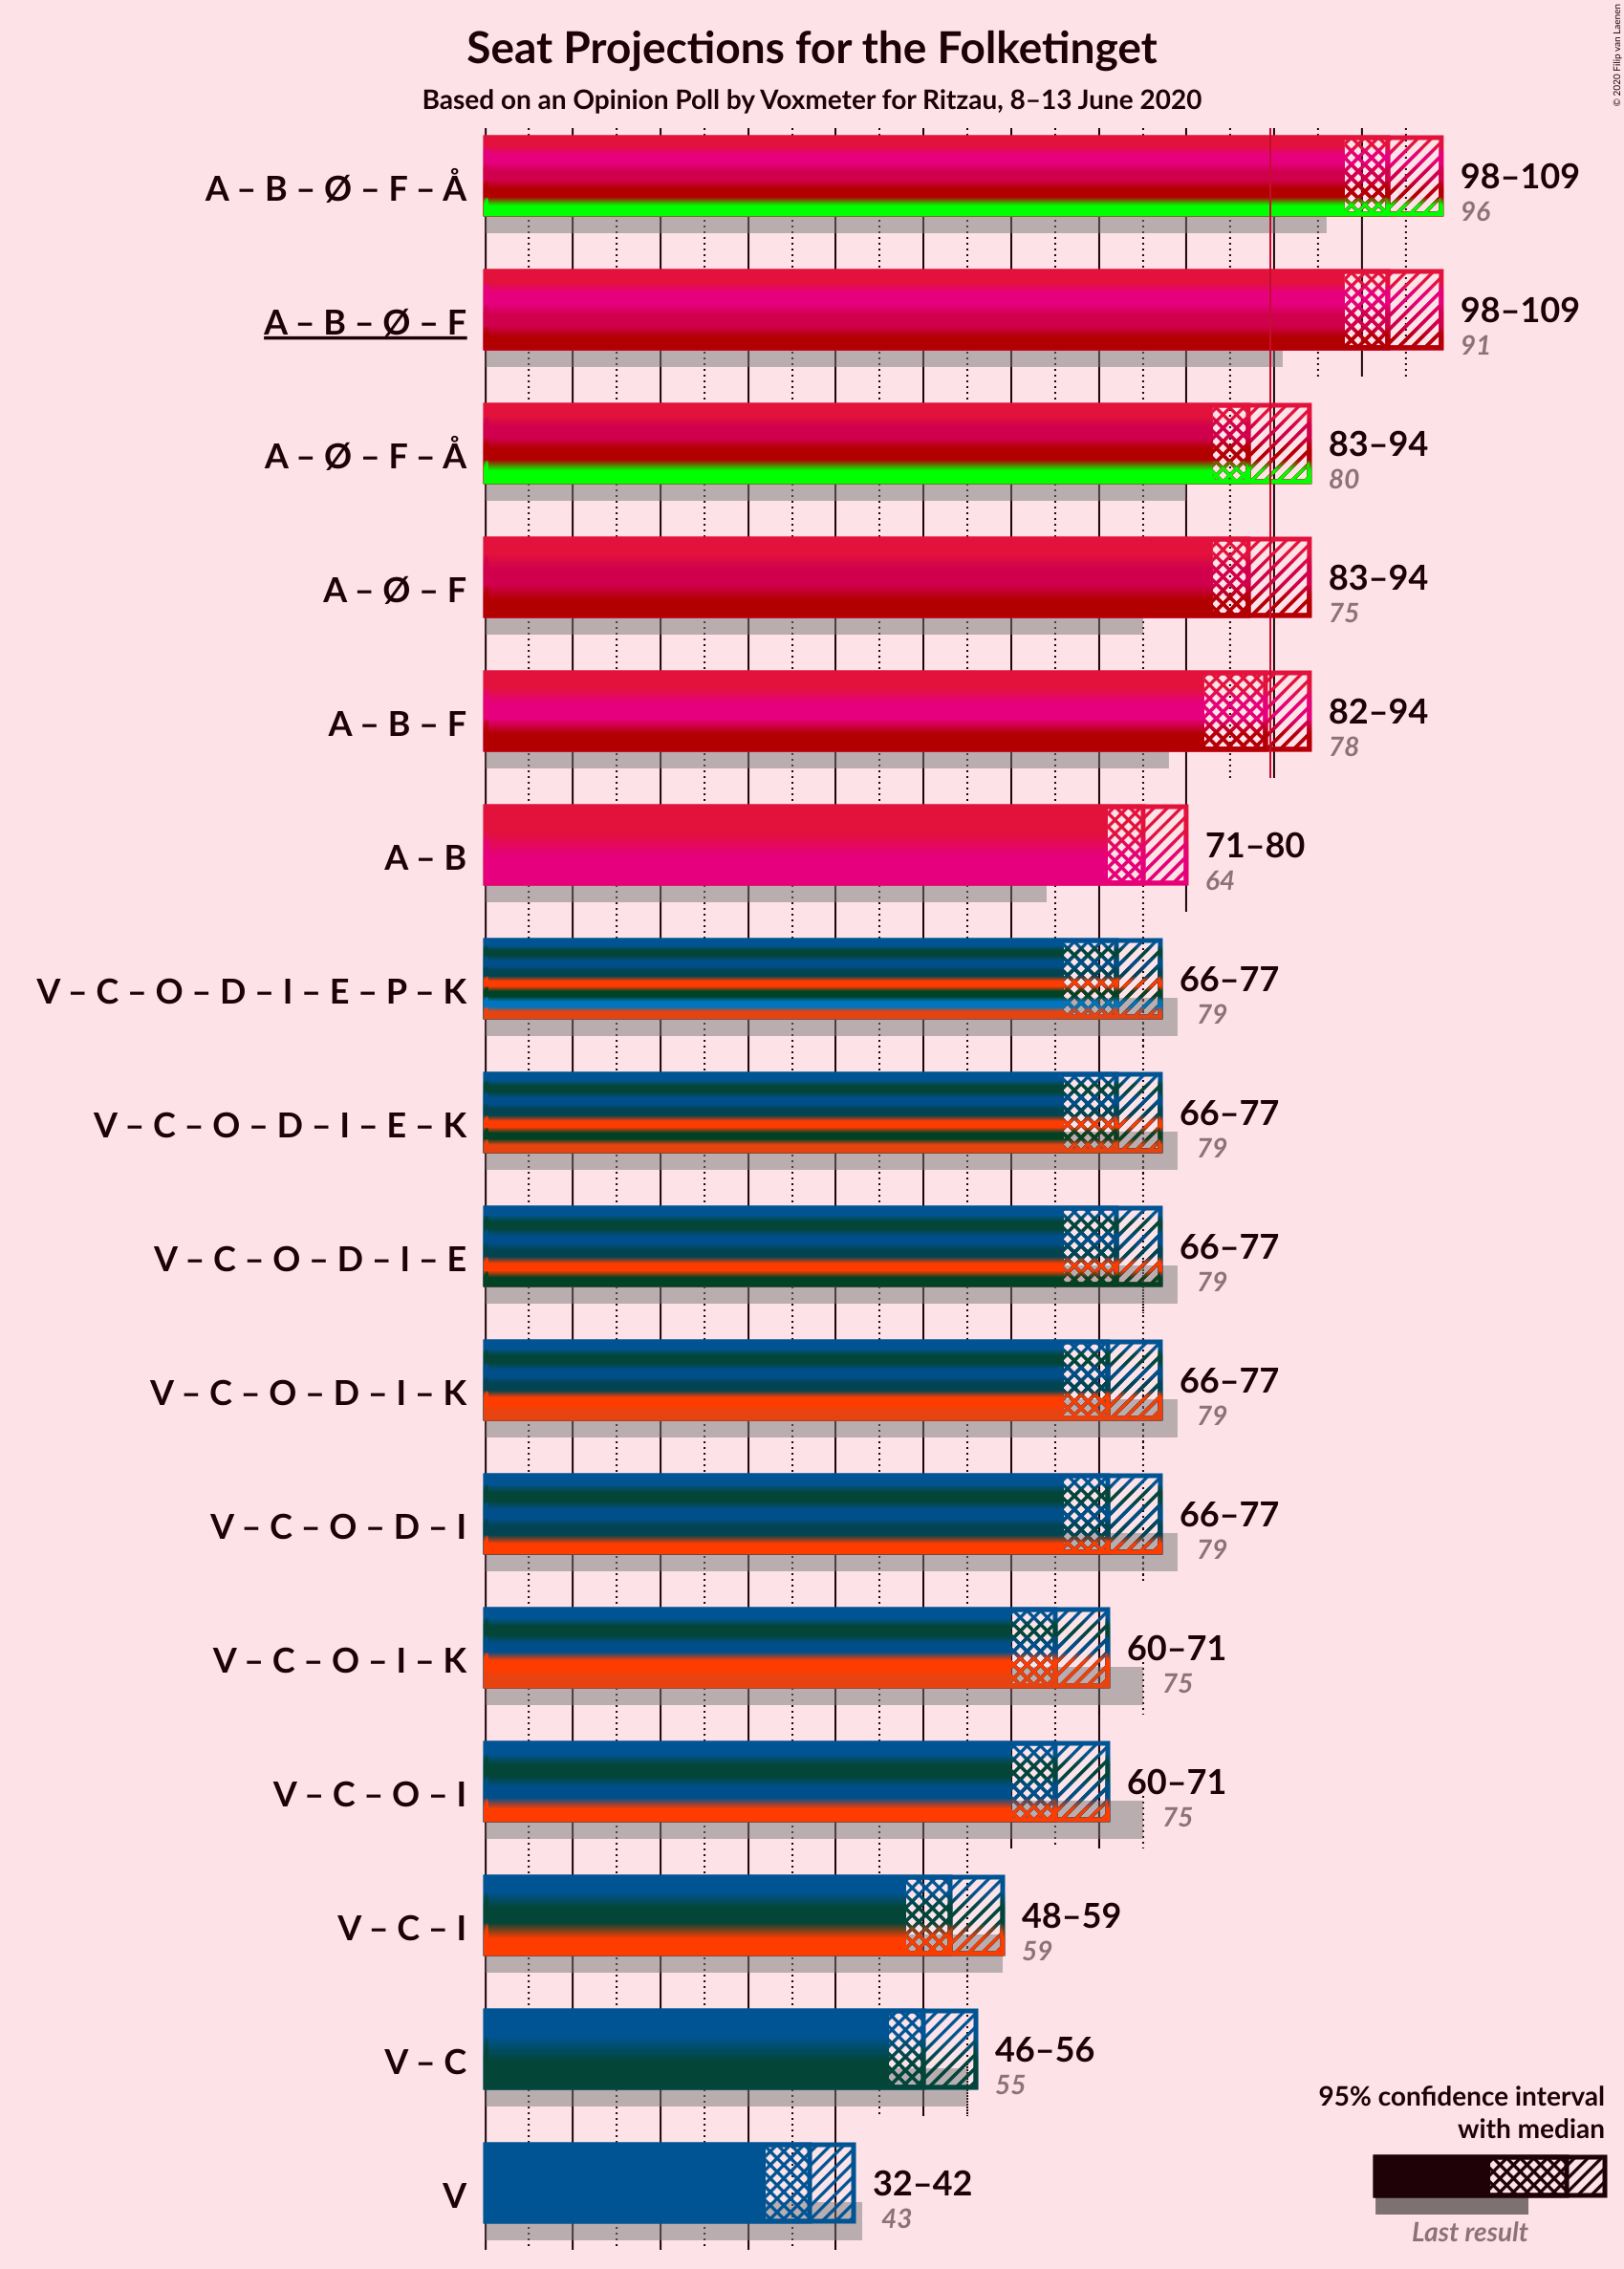 Seat Projections for the Folketinget
Based on an Opinion Poll by Voxmeter for Ritzau, 8–13 June 2020
© 2020 Filip van Laenen
A – B – Ø – F – Å
98–109
96
A – B – Ø – F
98–109
91
A – Ø – F – Å
83–94
80
A – Ø – F
83–94
75
A – B – F
82–94
78
A – B
71–80
64
V – C – O – D – I – E – P – K
66–77
79
V – C – O – D – I – E – K
66–77
79
V – C – O – D – I – E
66–77
79
V – C – O – D – I – K
66–77
79
V – C – O – D – I
66–77
79
V – C – O – I – K
60–71
75
V – C – O – I
60–71
75
V – C – I
48–59
59
V – C
46–56
55
V
32–42
43
95% confidence interval
with median
Last result